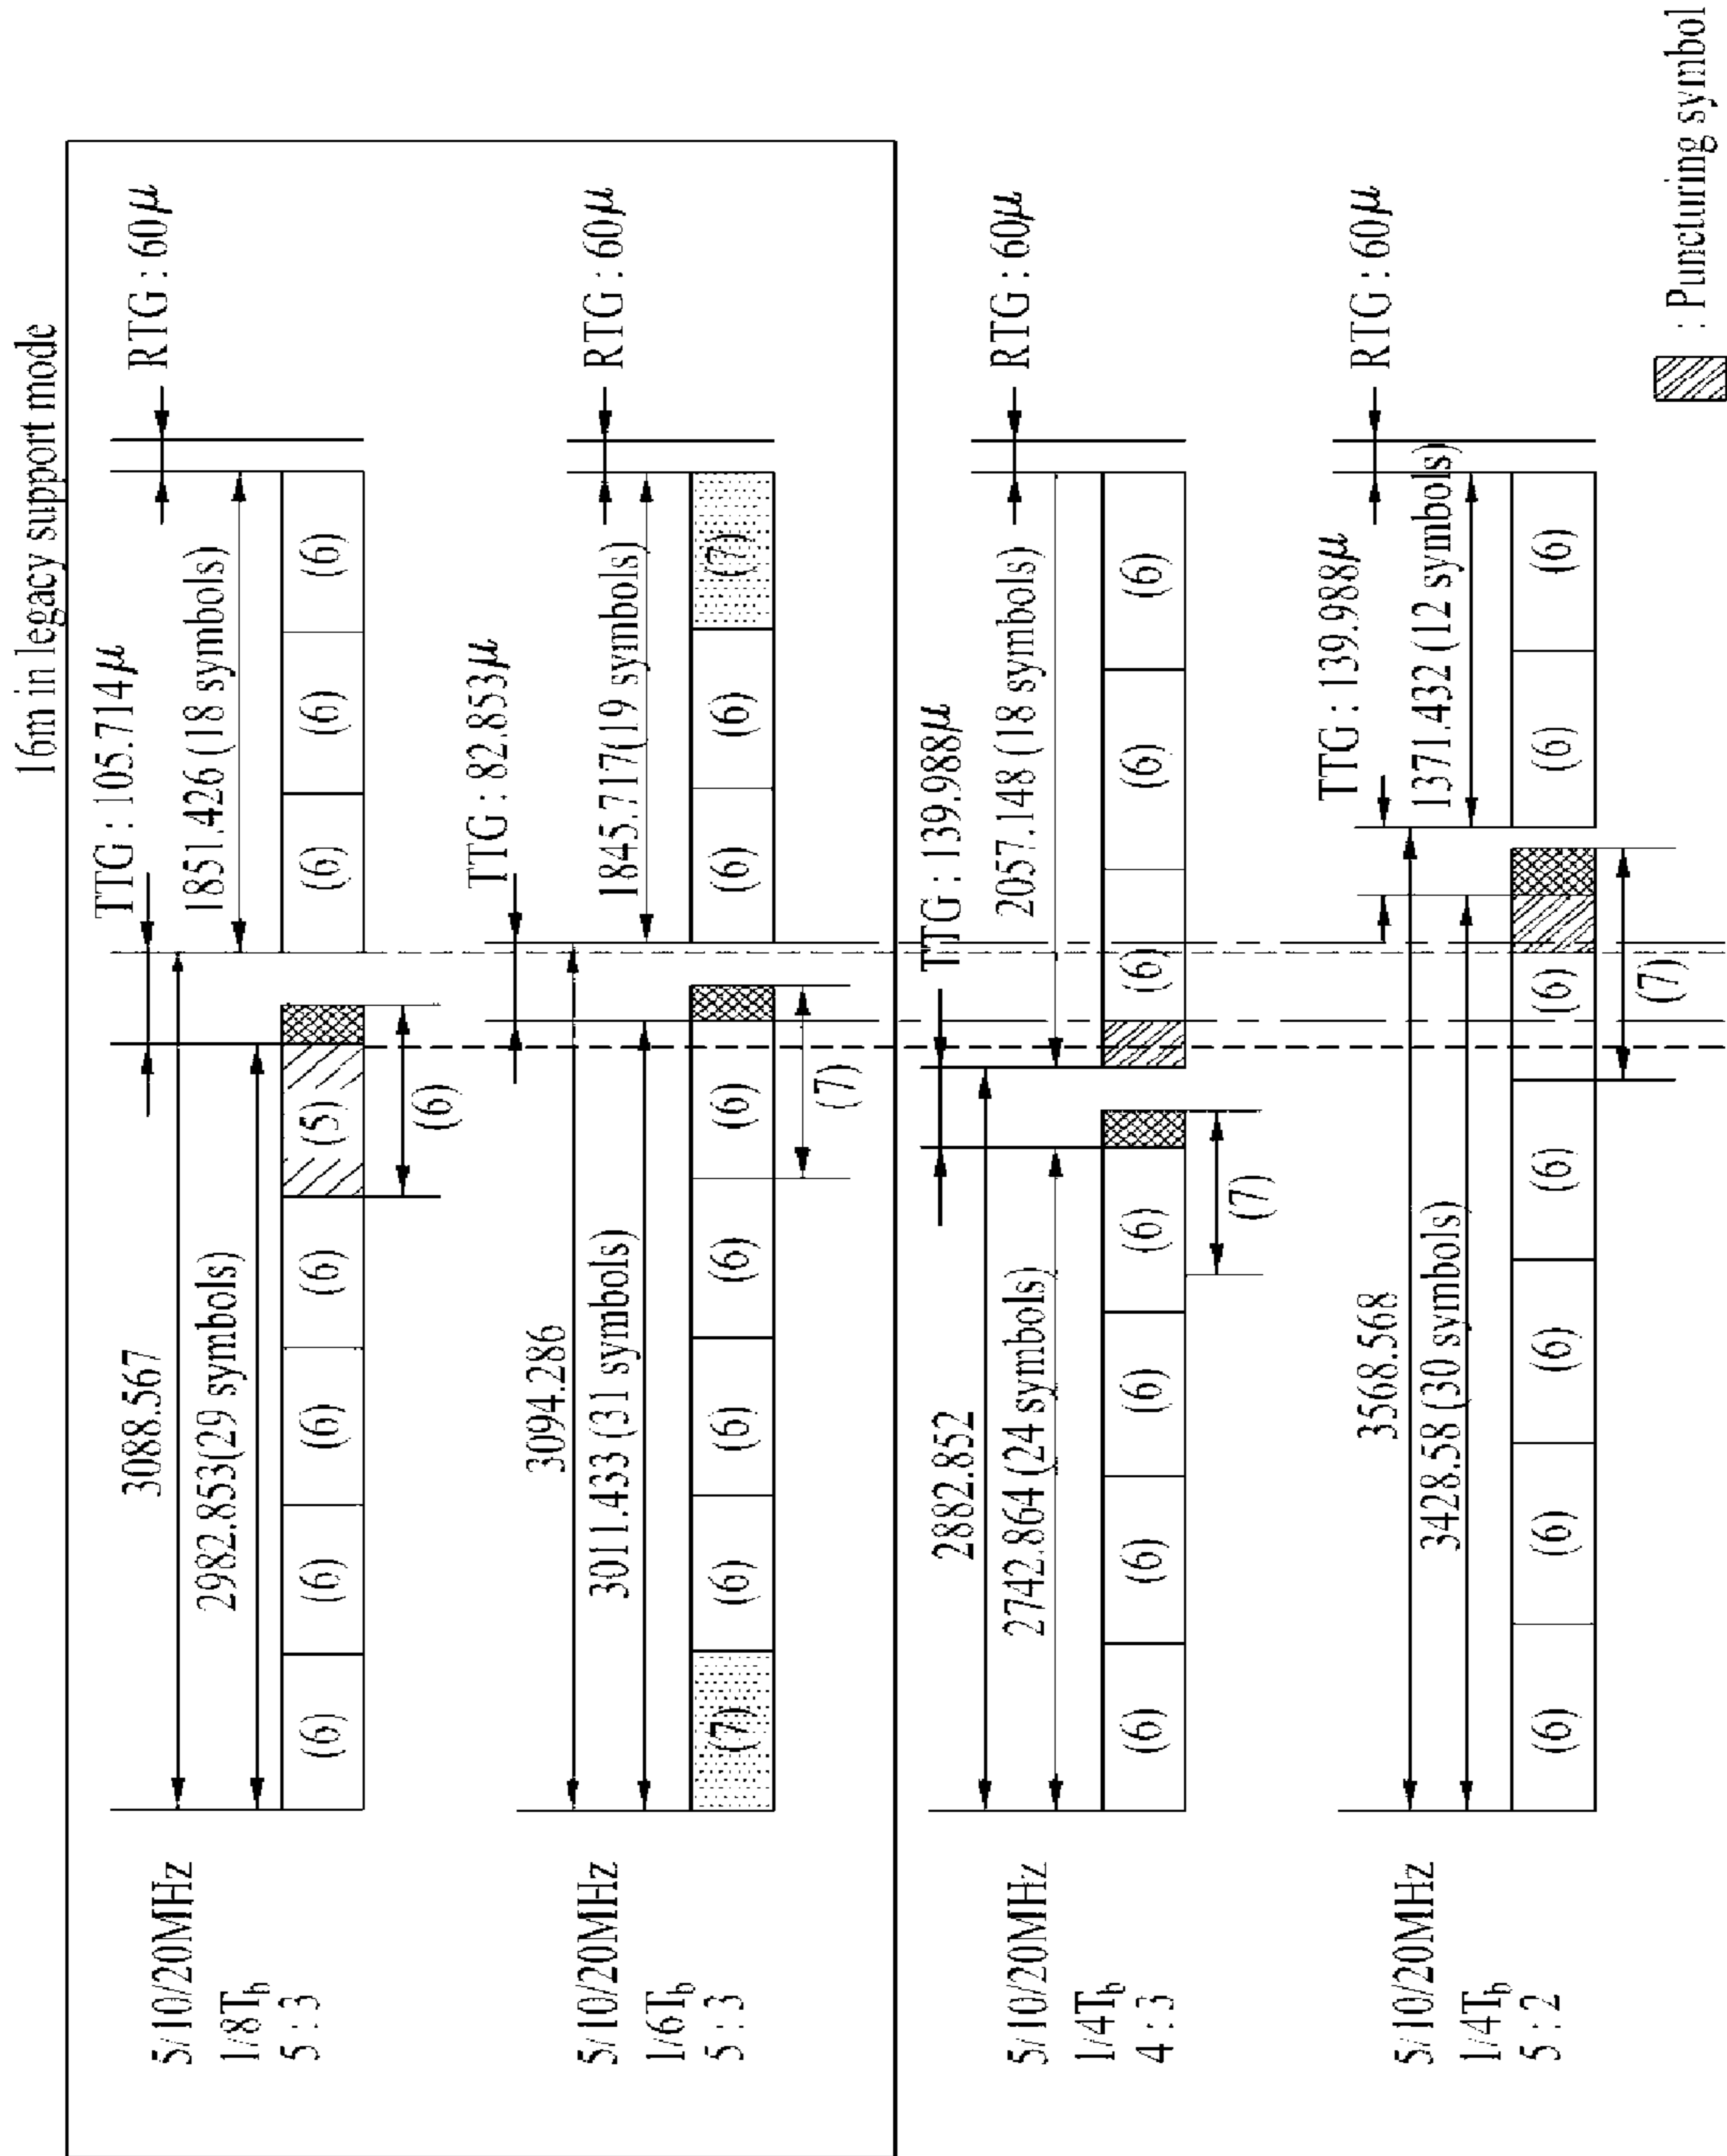 16m in legacy support mode
5/10/20MHz
1/8Tb
5 : 3
3088.567
2982.853(29 symbols)
TTG : 105.714μ
1851.426 (18 symbols)
RTG : 60μ
(6)
(6)
(6)
(6)
(5)
(6)
(6)
(6)
(6)
5/10/20MHz
1/6Tb
5 : 3
3094.286
3011.433 (31 symbols)
TTG : 82.853μ
1845.717(19 symbols)
RTG : 60μ
(7)
(6)
(6)
(6)
(6)
(6)
(6)
(7)
(7)
5/10/20MHz
1/4Tb
4 : 3
2882.852
2742.864 (24 symbols)
TTG : 139.988μ
2057.148 (18 symbols)
RTG : 60μ
(6)
(6)
(6)
(6)
(6)
(6)
(6)
(7)
5/10/20MHz
1/4Tb
5 : 2
3568.568
3428.58 (30 symbols)
TTG : 139.988μ
1371.432 (12 symbols)
RTG : 60μ
(6)
(6)
(6)
(6)
(6)
(6)
(6)
(7)
: Puncturing symbol